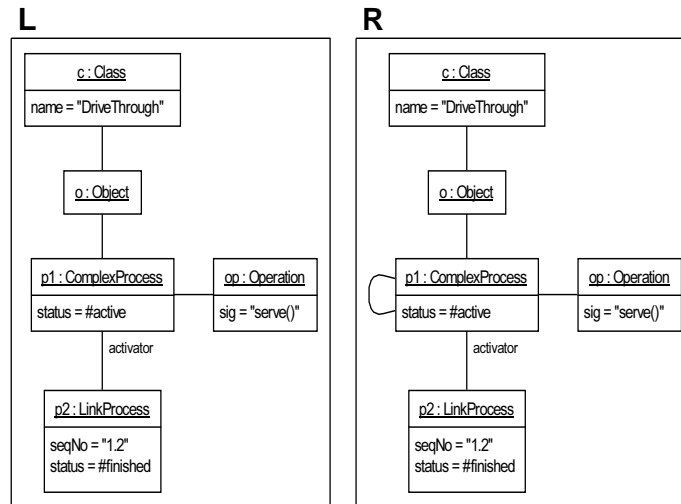 L
c : Class
name = "DriveThrough"
o : Object
p1 : ComplexProcess
status = #active
op : Operation
sig = "serve()"
activator
p2 : LinkProcess
seqNo = "1.2"
status = #finished
R
c : Class
name = "DriveThrough"
o : Object
p1 : ComplexProcess
status = #active
op : Operation
sig = "serve()"
activator
p2 : LinkProcess
seqNo = "1.2"
status = #finished